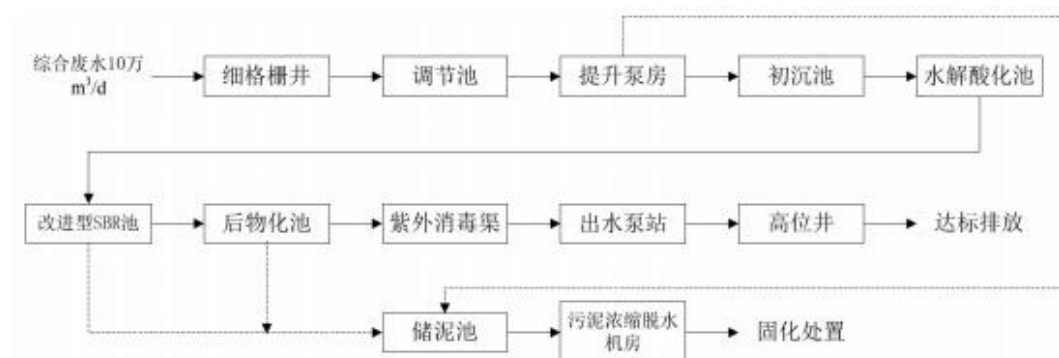 综合废水10万
m³/d
细格栅井
调节池
提升泵房
初沉池
水解酸化池
改进型SBR池
后物化池
紫外消毒渠
出水泵站
高位井
达标排放
储泥池
污泥浓缩脱水
机房
固化处置